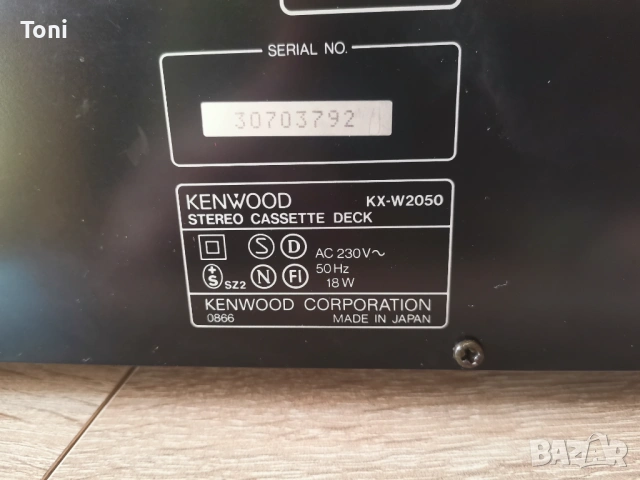 Toni
SERIAL NO.
30703792
KENWOOD KX-W2050
STEREO CASSETTE DECK
S D AC 230V~
50Hz
+S SZ2 N FI 18W
KENWOOD CORPORATION
0866 MADE IN JAPAN
BAZAR